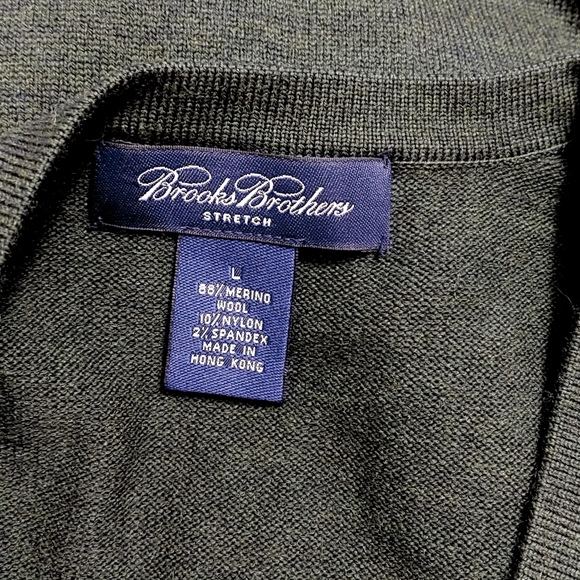 Brooks Brothers
STRETCH
L
88% MERINO
WOOL
10% NYLON
2% SPANDEX
MADE IN
HONG KONG